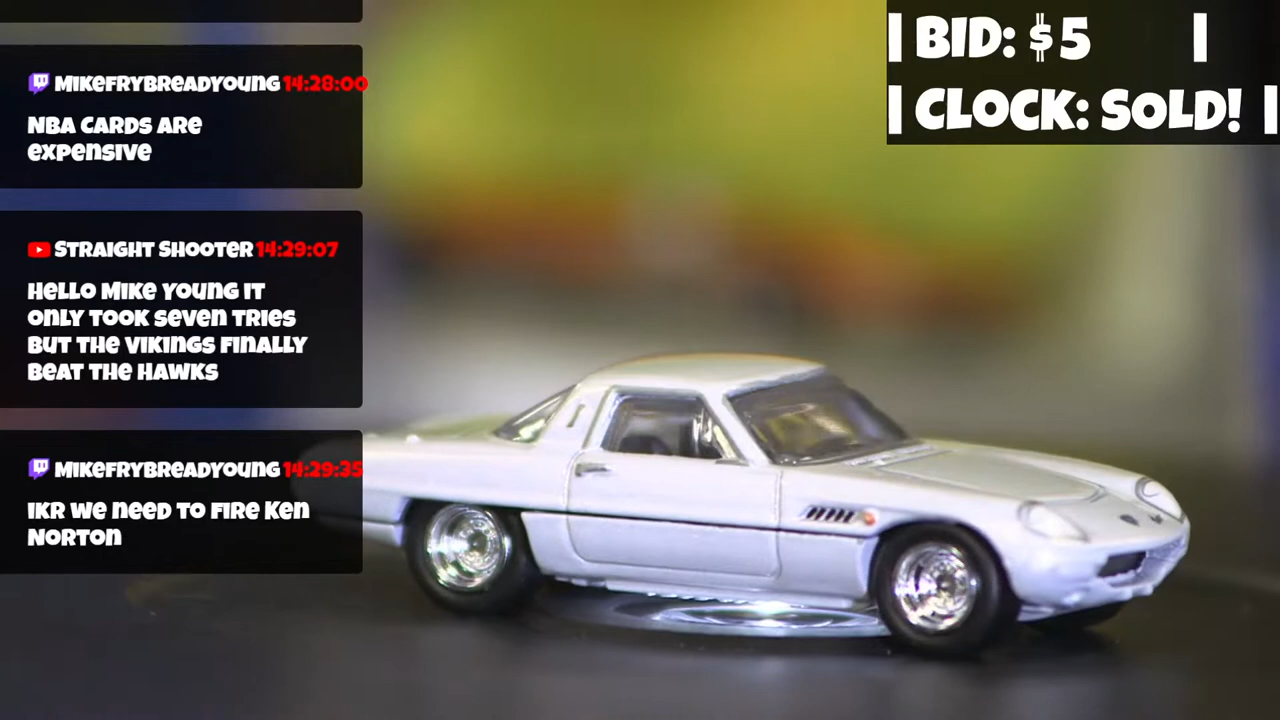 MIKEFRYBREADYOUNG 14:28:00
NBA CARDS ARE
EXPENSIVE
STRAIGHT SHOOTER 14:29:07
HELLO MIKE YOUNG IT
ONLY TOOK SEVEN TRIES
BUT THE VIKINGS FINALLY
BEAT THE HAWKS
MIKEFRYBREADYOUNG 14:29:35
IKR WE NEED TO FIRE KEN
NORTON
| BID: $5 |
| CLOCK: SOLD! |